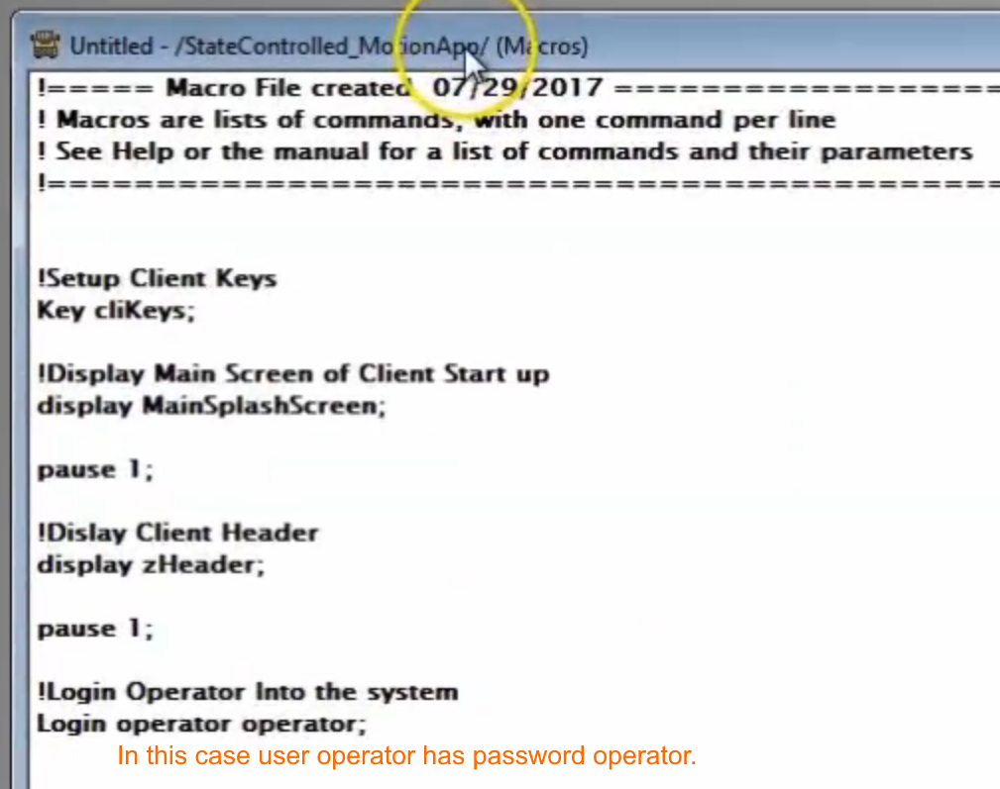 Untitled - /StateControlled_MotionApp/ (Macros)
!===== Macro File created 07/29/2017 ==================
! Macros are lists of commands, with one command per line
! See Help or the manual for a list of commands and their parameters
!=============================================
!Setup Client Keys
Key cliKeys;
!Display Main Screen of Client Start up
display MainSplashScreen;
pause 1;
!Dislay Client Header
display zHeader;
pause 1;
!Login Operator Into the system
Login operator operator;
In this case user operator has password operator.